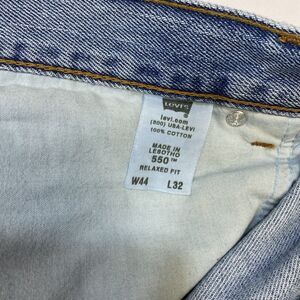 LEVI'S
levi.com
(800) USA-LEVI
100% COTTON
MADE IN
LESOTHO
550™
RELAXED FIT
W44 L32